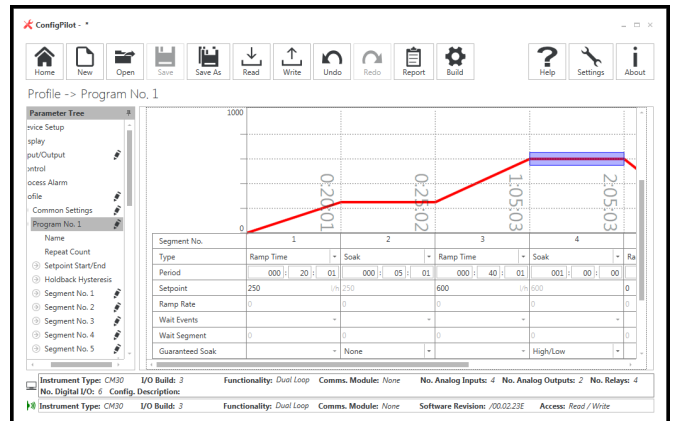 ConfigPilot - *
Home New Open Save Save As Read Write Undo Redo Report Build Help Settings About
Profile -> Program No. 1
Parameter Tree
evice Setup
splay
put/Output
ontrol
ocess Alarm
ofile
Common Settings
Program No. 1
Name
Repeat Count
Setpoint Start/End
Holdback Hysteresis
Segment No. 1
Segment No. 2
Segment No. 3
Segment No. 4
Segment No. 5
1000
0
0:20:01
0:25:02
1:05:03
2:05:03
Segment No. 1 2 3 4
Type Ramp Time Soak Ramp Time Soak Ra
Period 000 : 20 : 01 000 : 05 : 01 000 : 40 : 01 001 : 00 : 00
Setpoint 250 250 600 600 0
Ramp Rate 0 0 0 0 0
Wait Events
Wait Segment 0 0 0 0 0
Guaranteed Soak None High/Low
Instrument Type: CM30 I/O Build: 3 Functionality: Dual Loop Comms. Module: None No. Analog Inputs: 4 No. Analog Outputs: 2 No. Relays: 4
No. Digital I/O: 6 Config. Description:
Instrument Type: CM30 I/O Build: 3 Functionality: Dual Loop Comms. Module: None Software Revision: /00.02.23E Access: Read / Write